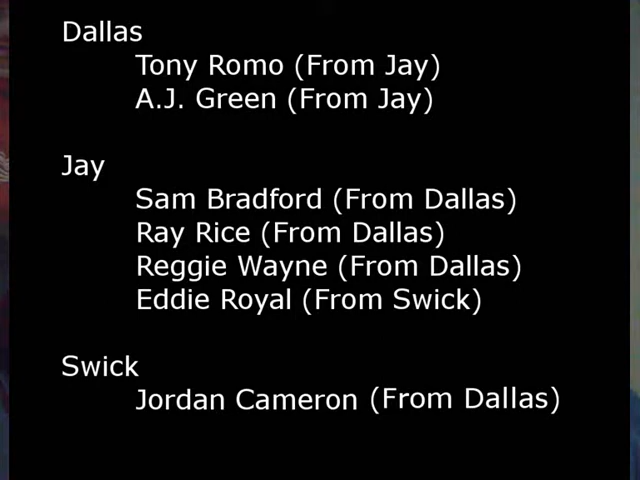 Dallas
Tony Romo (From Jay)
A.J. Green (From Jay)
Jay
Sam Bradford (From Dallas)
Ray Rice (From Dallas)
Reggie Wayne (From Dallas)
Eddie Royal (From Swick)
Swick
Jordan Cameron (From Dallas)